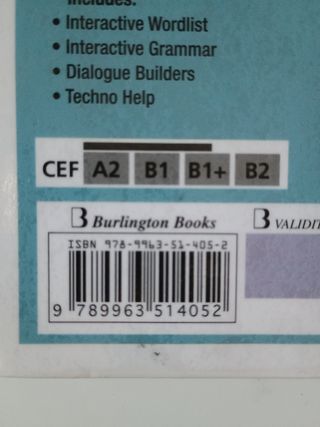 Includes:
• Interactive Wordlist
• Interactive Grammar
• Dialogue Builders
• Techno Help
CEF A2 B1 B1+ B2
B Burlington Books
B
ISBN 978-9963-51-405-2
9 789963 514052